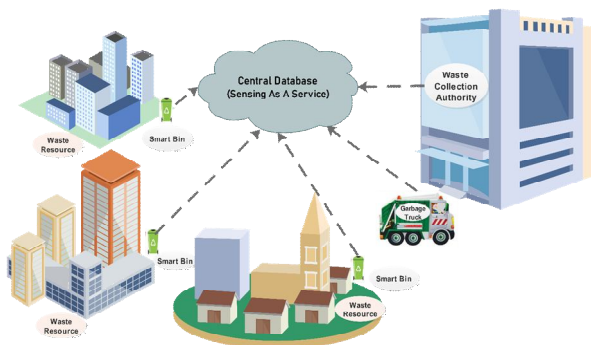 Central Database
(Sensing As A Service)
Waste
Collection
Authority
Waste
Resource
Smart Bin
Garbage
Truck
Smart Bin
Waste
Resource
Smart Bin
Waste
Resource